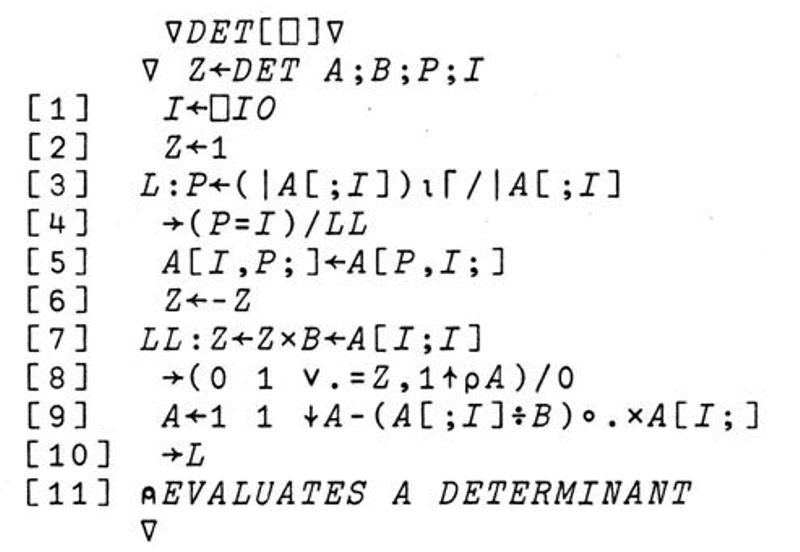 ∇DET[⎕]∇
∇ Z←DET A;B;P;I
[1] I←⎕IO
[2] Z←1
[3] L:P←(|A[;I])⍳⌈/|A[;I]
[4] →(P=I)/LL
[5] A[I,P;]←A[P,I;]
[6] Z←-Z
[7] LL:Z←Z×B←A[I;I]
[8] →(0 1 ∨.=Z,1↑⍴A)/0
[9] A←1 1 ↓A-(A[;I]÷B)∘.×A[I;]
[10] →L
[11] ⍝EVALUATES A DETERMINANT
∇